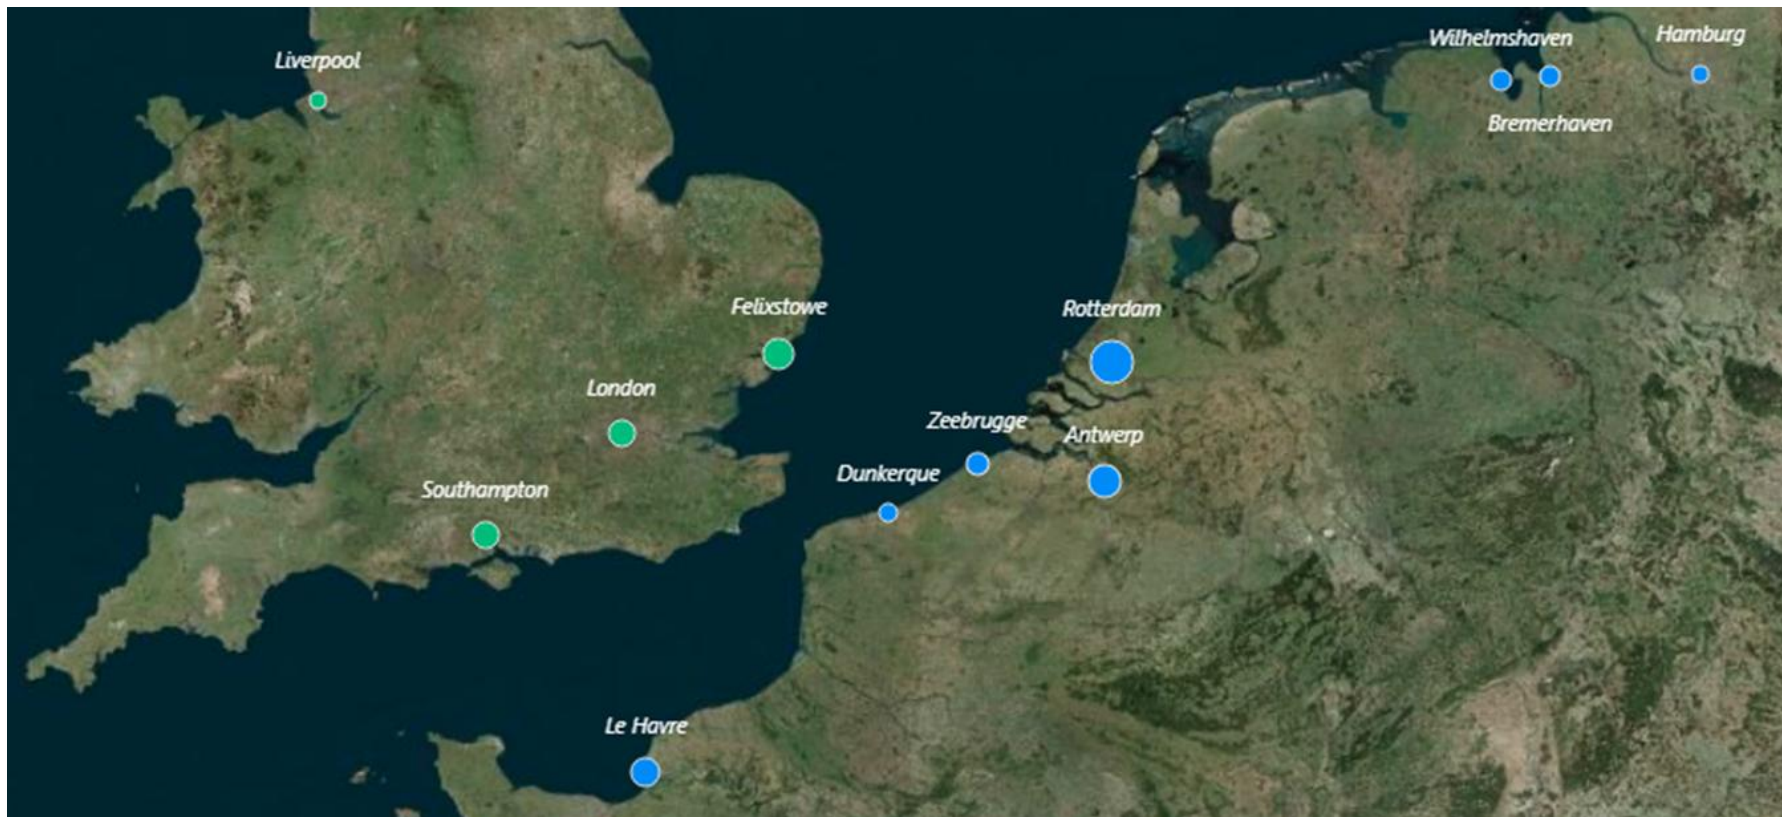 Hamburg
Wilhelmshaven
Liverpool
Bremerhaven
Felixstowe
Rotterdam
London
Zeebrugge
Antwerp
Dunkerque
Southampton
Le Havre